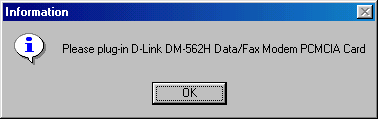 Information
Please plug-in D-Link DM-562H Data/Fax Modem PCMCIA Card
OK